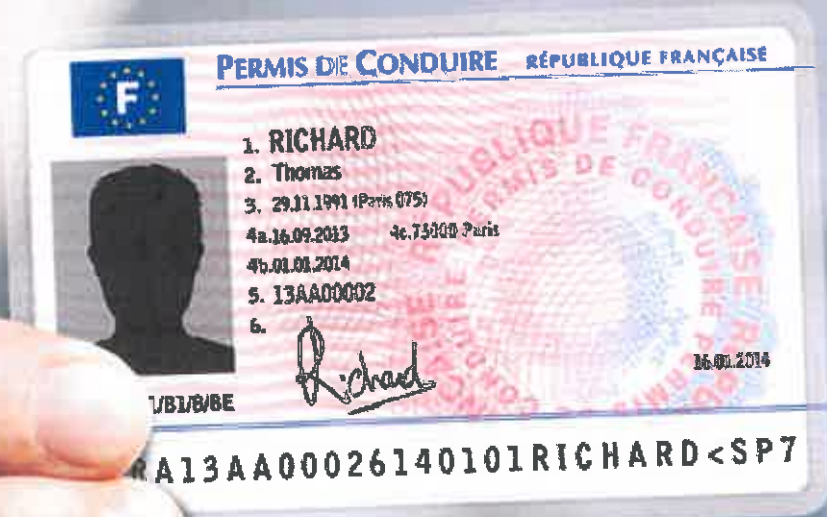 F
PERMIS DE CONDUIRE RÉPUBLIQUE FRANÇAISE
1. RICHARD
2. Thomas
3. 29.11.1991 (Paris 075)
4a.16.09.2013 4c.75000 Paris
4b.01.01.2014
5. 13AA00002
6.
Richard
16.01.2014
/B1/B/BE
RA13AA00026140101RICHARD<SP7